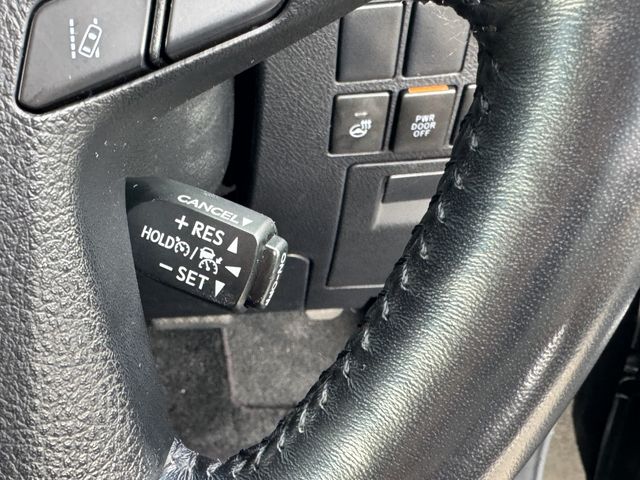 PWR
DOOR
OFF
CANCEL▼
+ RES ▲
HOLD / ◀
− SET ▼